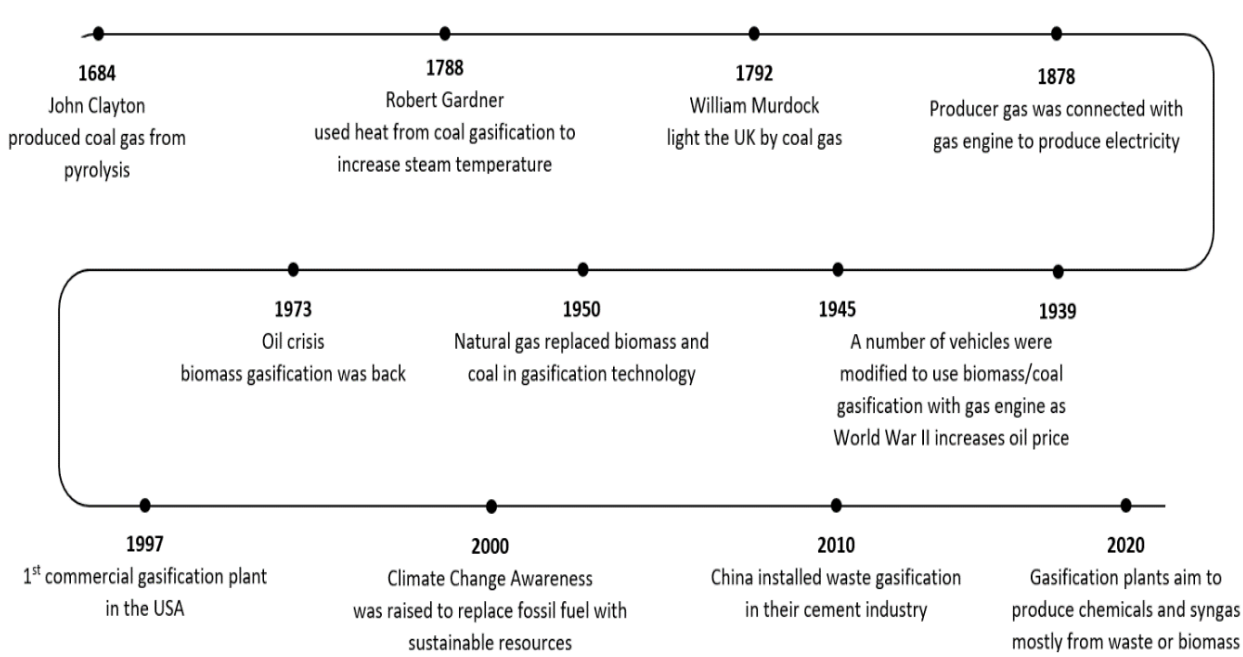 1684
John Clayton
produced coal gas from
pyrolysis
1788
Robert Gardner
used heat from coal gasification to
increase steam temperature
1792
William Murdock
light the UK by coal gas
1878
Producer gas was connected with
gas engine to produce electricity
1973
Oil crisis
biomass gasification was back
1950
Natural gas replaced biomass and
coal in gasification technology
1945
1939
A number of vehicles were
modified to use biomass/coal
gasification with gas engine as
World War II increases oil price
1997
1st commercial gasification plant
in the USA
2000
Climate Change Awareness
was raised to replace fossil fuel with
sustainable resources
2010
China installed waste gasification
in their cement industry
2020
Gasification plants aim to
produce chemicals and syngas
mostly from waste or biomass